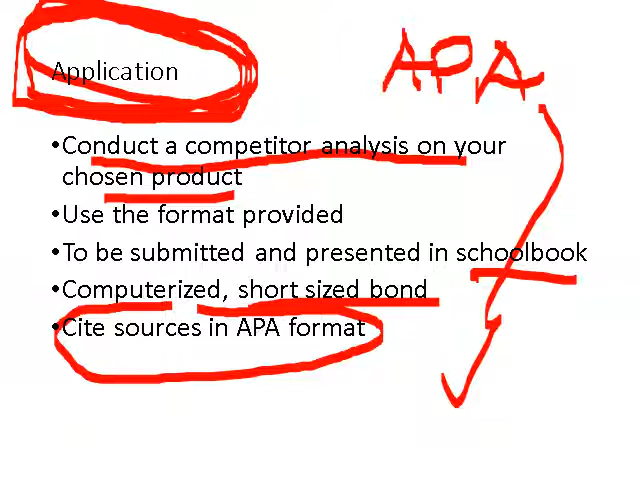 Application
APA
•Conduct a competitor analysis on your
chosen product
•Use the format provided
•To be submitted and presented in schoolbook
•Computerized, short sized bond
•Cite sources in APA format